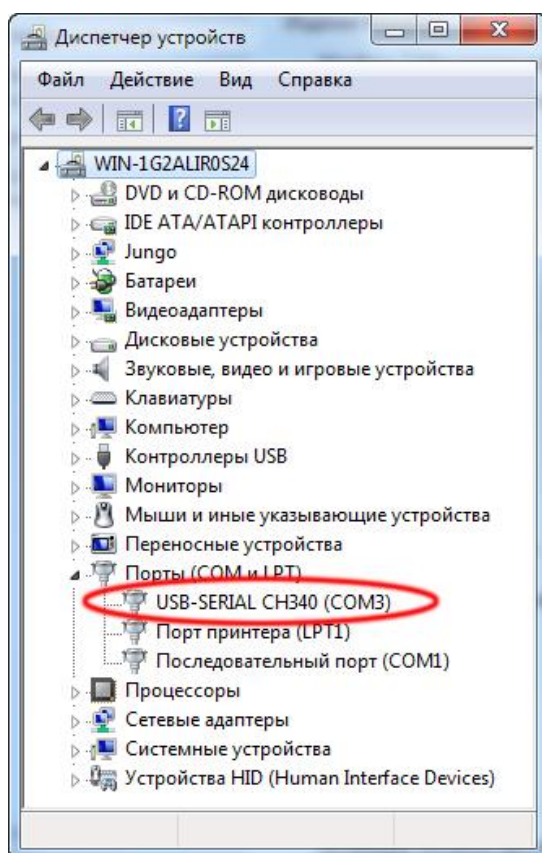 Диспетчер устройств
Файл Действие Вид Справка
WIN-1G2ALIR0S24
DVD и CD-ROM дисководы
IDE ATA/ATAPI контроллеры
Jungo
Батареи
Видеоадаптеры
Дисковые устройства
Звуковые, видео и игровые устройства
Клавиатуры
Компьютер
Контроллеры USB
Мониторы
Мыши и иные указывающие устройства
Переносные устройства
Порты (COM и LPT)
USB-SERIAL CH340 (COM3)
Порт принтера (LPT1)
Последовательный порт (COM1)
Процессоры
Сетевые адаптеры
Системные устройства
Устройства HID (Human Interface Devices)